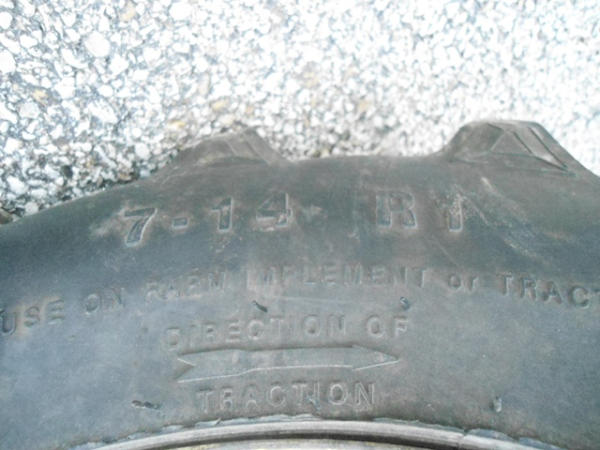 7-14 R1
USE ON FARM IMPLEMENT or TRACT
DIRECTION OF
TRACTION